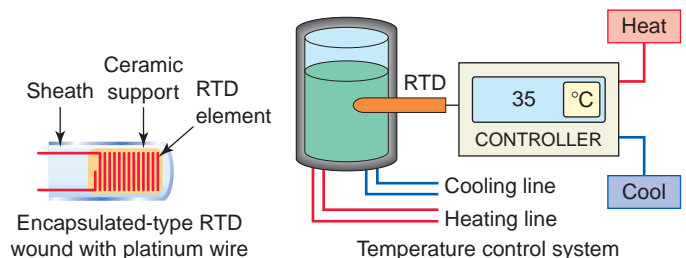 Sheath
Ceramic
support
RTD
element
Encapsulated-type RTD
wound with platinum wire
RTD
35
°C
CONTROLLER
Heat
Cool
Cooling line
Heating line
Temperature control system